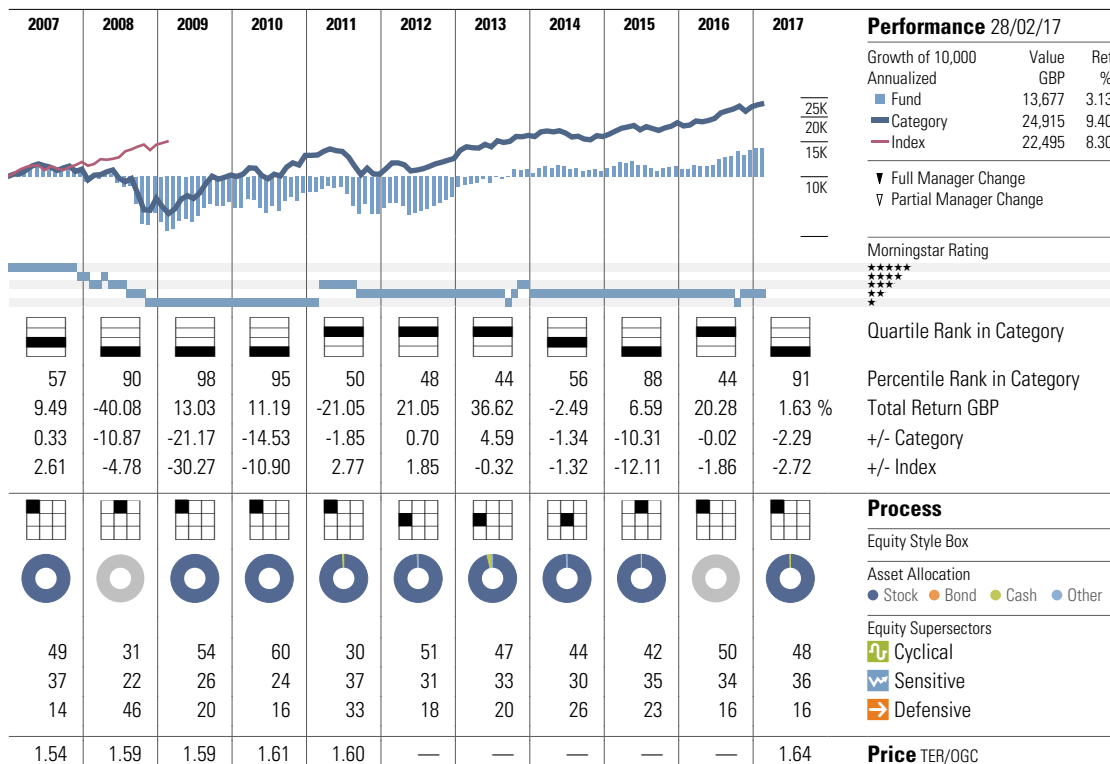 2007 2008 2009 2010 2011 2012 2013 2014 2015 2016 2017 Performance 28/02/17
Growth of 10,000 Value Ret
Annualized GBP %
Fund 13,677 3.13
Category 24,915 9.40
Index 22,495 8.30
25K
20K
15K
10K
▼ Full Manager Change
▽ Partial Manager Change
Morningstar Rating
★★★★★
★★★★
★★★
★★
★
Quartile Rank in Category
57 90 98 95 50 48 44 56 88 44 91 Percentile Rank in Category
9.49 -40.08 13.03 11.19 -21.05 21.05 36.62 -2.49 6.59 20.28 1.63 % Total Return GBP
0.33 -10.87 -21.17 -14.53 -1.85 0.70 4.59 -1.34 -10.31 -0.02 -2.29 +/- Category
2.61 -4.78 -30.27 -10.90 2.77 1.85 -0.32 -1.32 -12.11 -1.86 -2.72 +/- Index
Process
Equity Style Box
Asset Allocation
Stock Bond Cash Other
Equity Supersectors
49 31 54 60 30 51 47 44 42 50 48 Cyclical
37 22 26 24 37 31 33 30 35 34 36 Sensitive
14 46 20 16 33 18 20 26 23 16 16 Defensive
1.54 1.59 1.59 1.61 1.60 — — — — — 1.64 Price TER/OGC